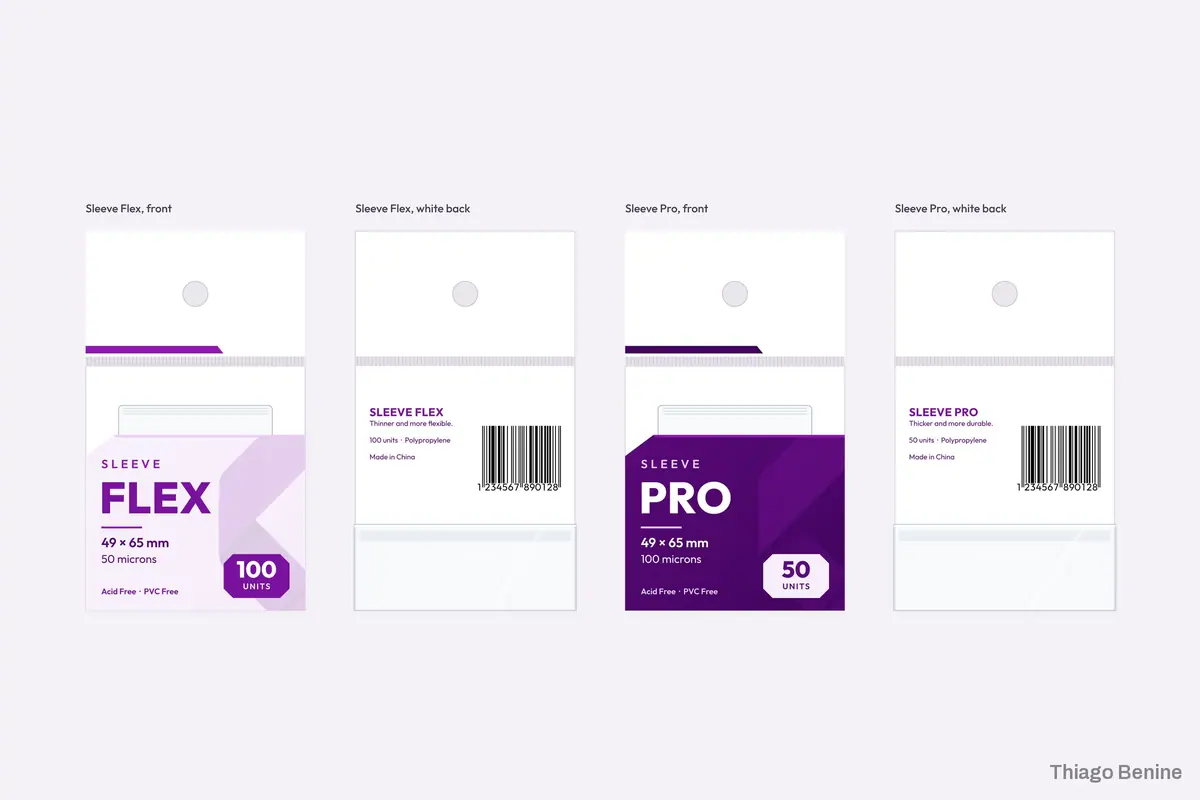 Sleeve Flex, front
SLEEVE
FLEX
49 × 65 mm
50 microns
100
UNITS
Acid Free · PVC Free
Sleeve Flex, white back
SLEEVE FLEX
Thinner and more flexible.
100 units · Polypropylene
Made in China
1 234567 890128
Sleeve Pro, front
SLEEVE
PRO
49 × 65 mm
100 microns
50
UNITS
Acid Free · PVC Free
Sleeve Pro, white back
SLEEVE PRO
Thicker and more durable.
50 units · Polypropylene
Made in China
1 234567 890128
Thiago Benine